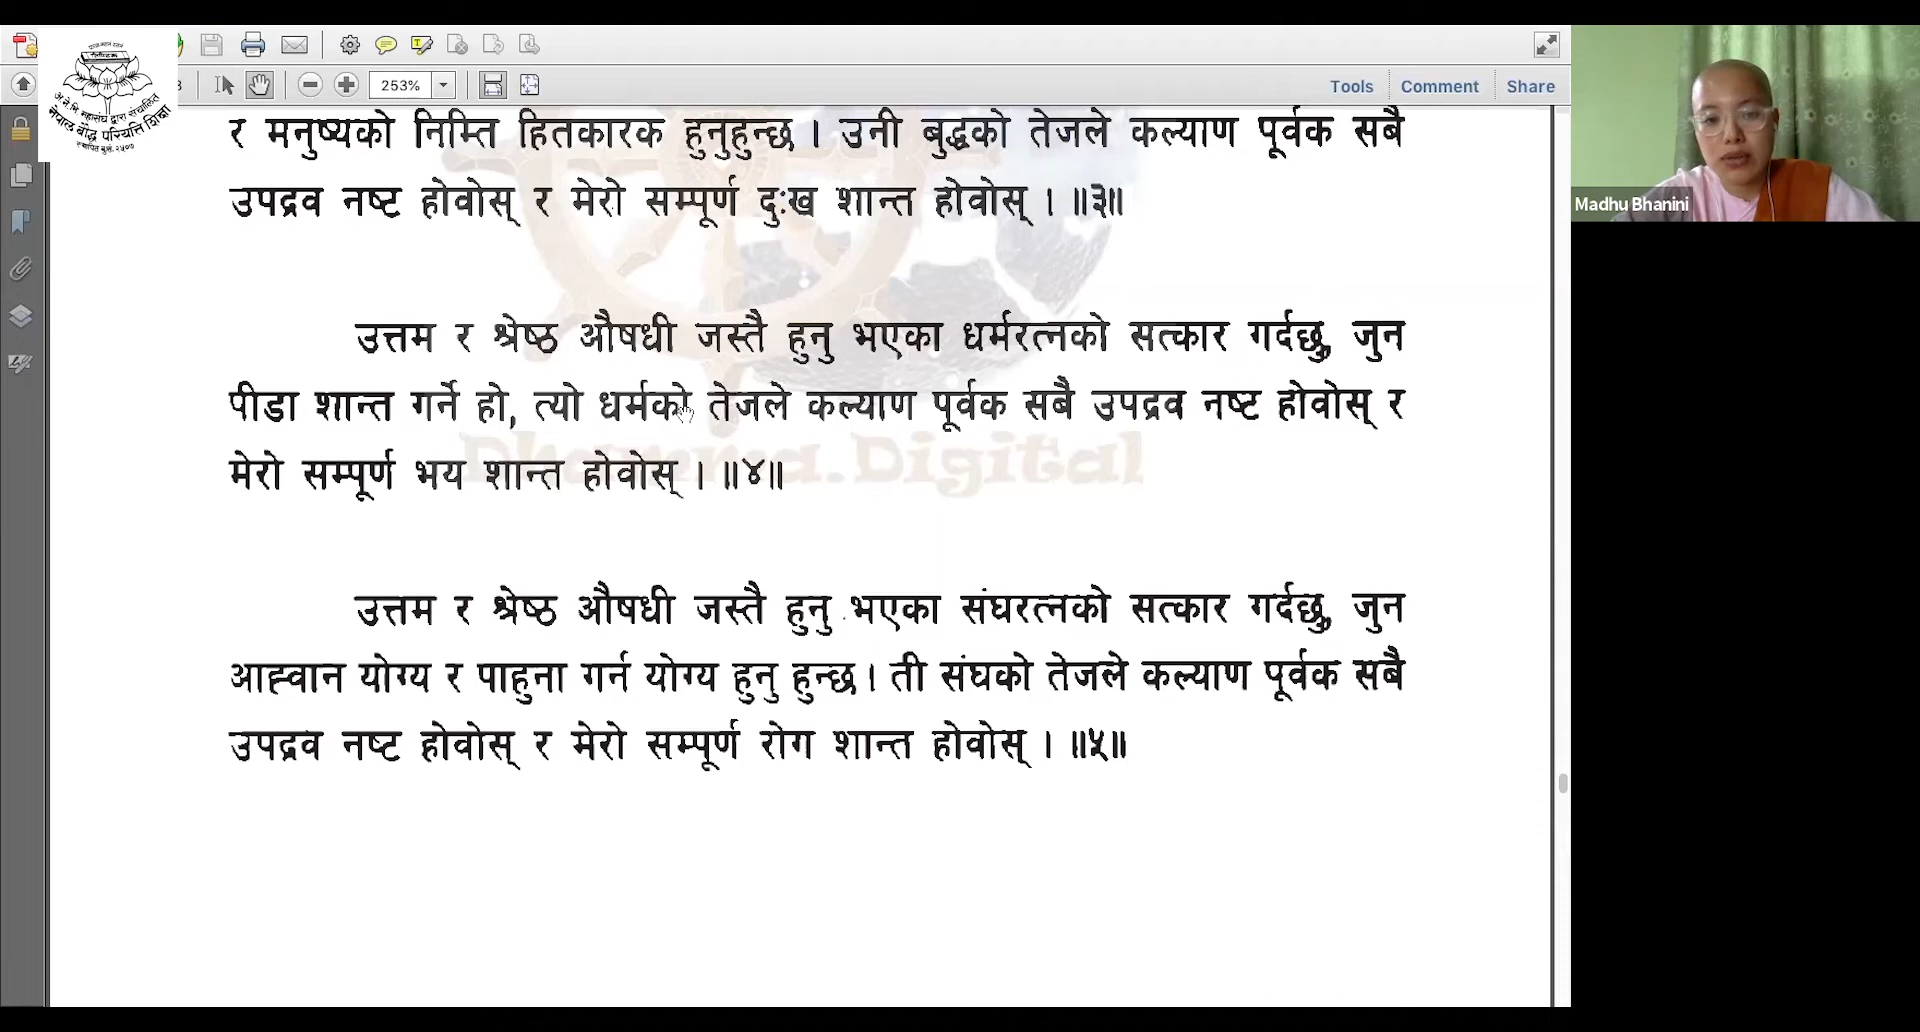 253%
Tools Comment Share
Madhu Bhanini
र मनुष्यको निम्ति हितकारक हुनुहुन्छ । उनी बुद्धको तेजले कल्याण पूर्वक सबै
उपद्रव नष्ट होवोस् र मेरो सम्पूर्ण दुःख शान्त होवोस् । ॥३॥
उत्तम र श्रेष्ठ औषधी जस्तै हुनु भएका धर्मरत्नको सत्कार गर्दछु, जुन
पीडा शान्त गर्ने हो, त्यो धर्मको तेजले कल्याण पूर्वक सबै उपद्रव नष्ट होवोस् र
मेरो सम्पूर्ण भय शान्त होवोस् । ॥४॥
Dhamma.Digital
उत्तम र श्रेष्ठ औषधी जस्तै हुनु भएका संघरत्नको सत्कार गर्दछु, जुन
आह्वान योग्य र पाहुना गर्न योग्य हुनु हुन्छ । ती संघको तेजले कल्याण पूर्वक सबै
उपद्रव नष्ट होवोस् र मेरो सम्पूर्ण रोग शान्त होवोस् । ॥५॥